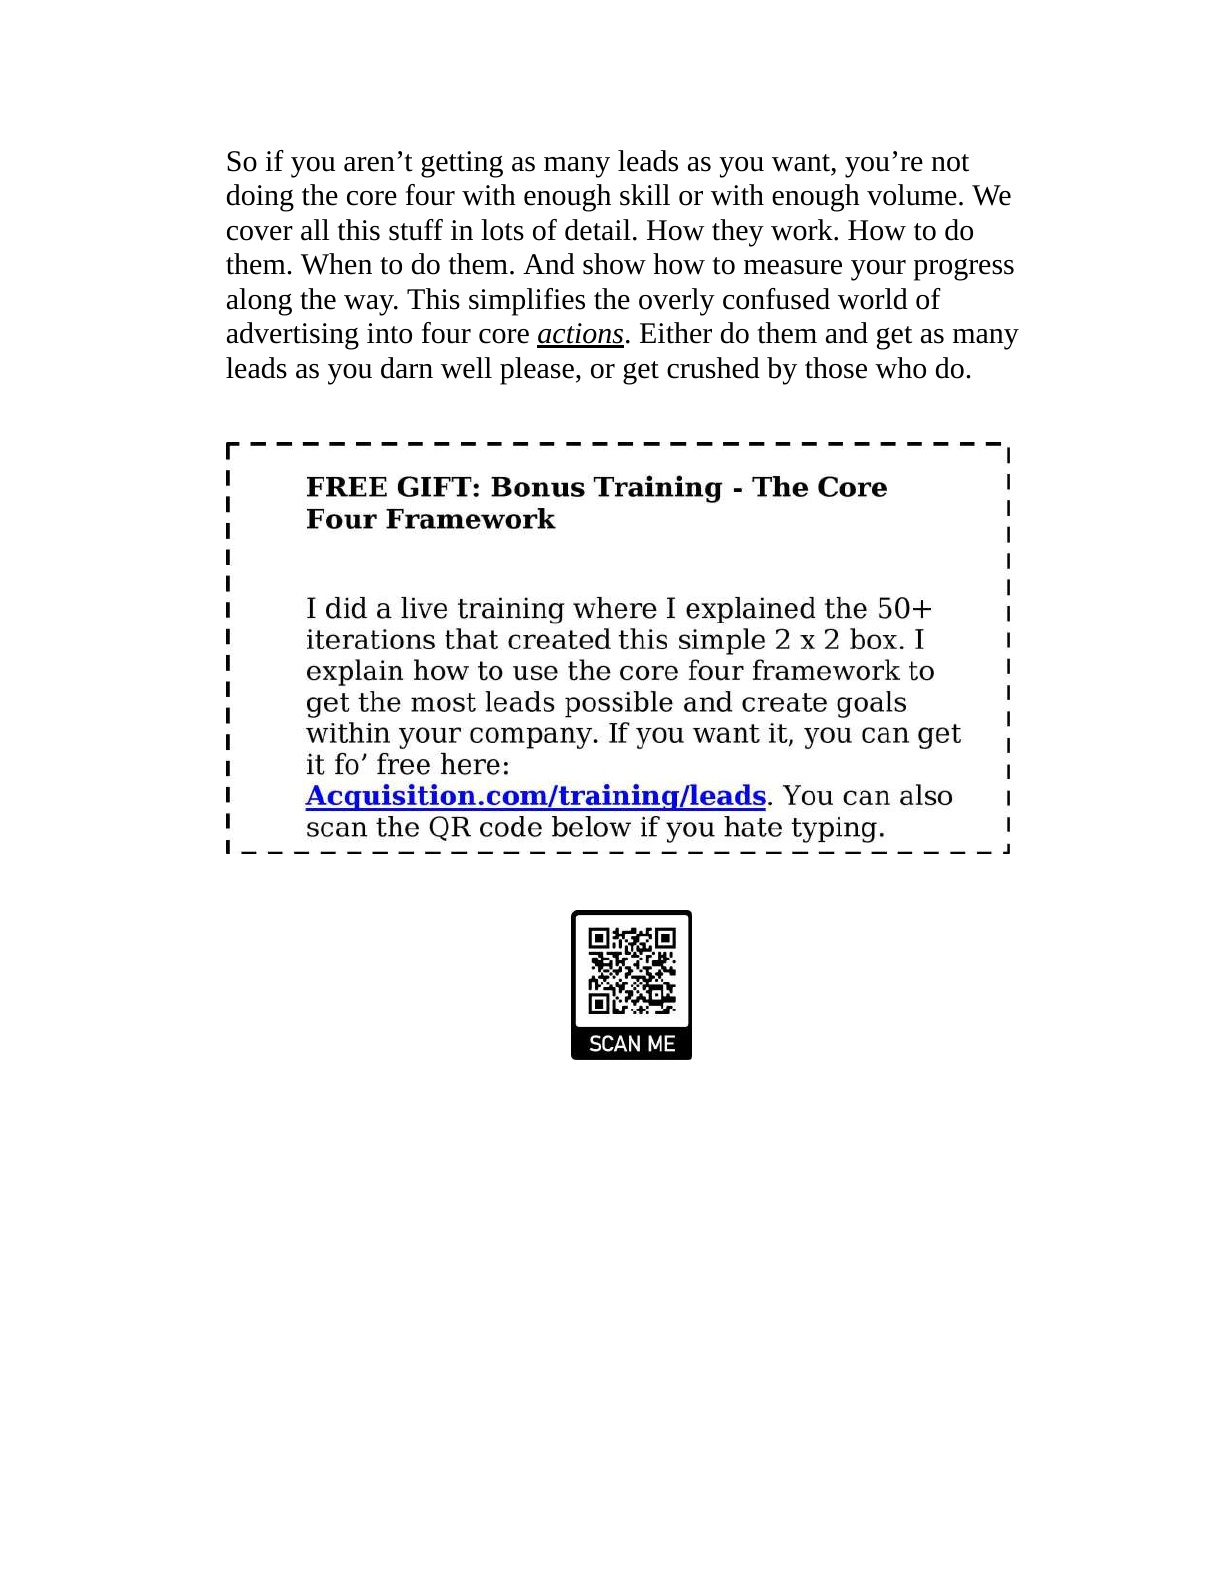 So if you aren’t getting as many leads as you want, you’re not
doing the core four with enough skill or with enough volume. We
cover all this stuff in lots of detail. How they work. How to do
them. When to do them. And show how to measure your progress
along the way. This simplifies the overly confused world of
advertising into four core actions. Either do them and get as many
leads as you darn well please, or get crushed by those who do.
FREE GIFT: Bonus Training - The Core
Four Framework
I did a live training where I explained the 50+
iterations that created this simple 2 x 2 box. I
explain how to use the core four framework to
get the most leads possible and create goals
within your company. If you want it, you can get
it fo’ free here:
Acquisition.com/training/leads. You can also
scan the QR code below if you hate typing.
SCAN ME